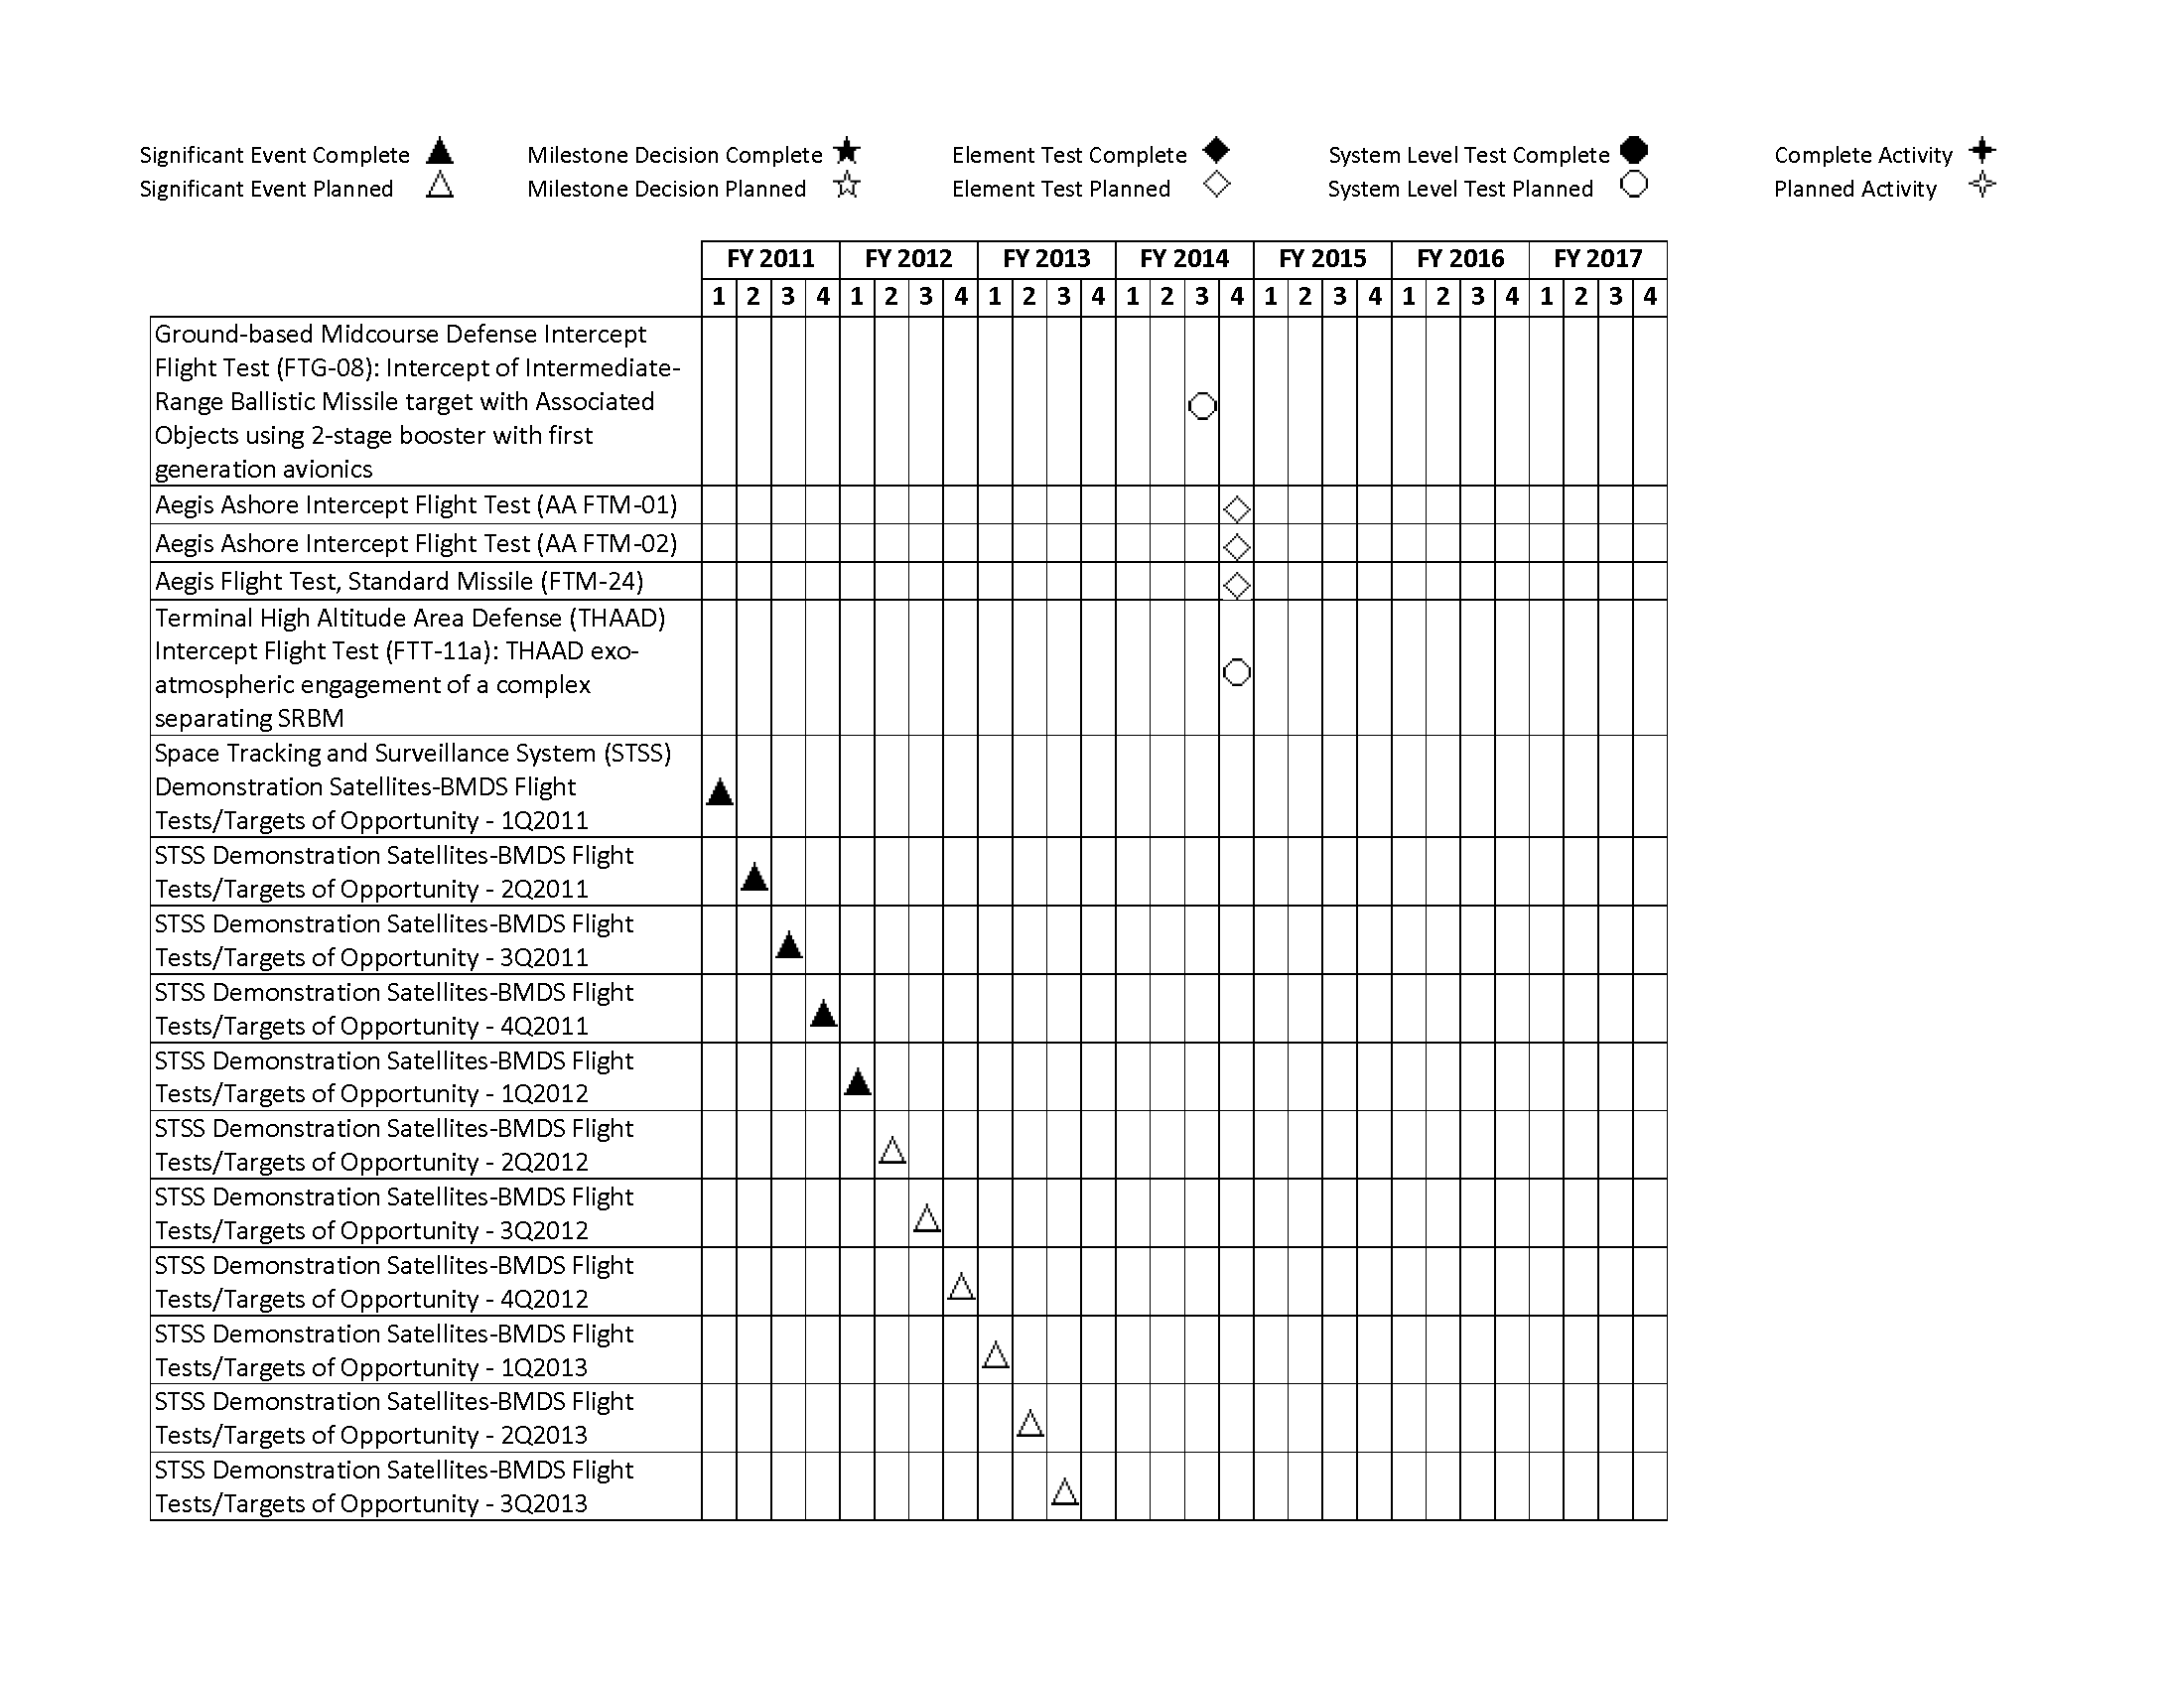 Significant Event Complete Milestone Decision Complete Element Test Complete System Level Test Complete Complete Activity
Significant Event Planned Milestone Decision Planned Element Test Planned System Level Test Planned Planned Activity
FY 2011 FY 2012 FY 2013 FY 2014 FY 2015 FY 2016 FY 2017
1 2 3 4 1 2 3 4 1 2 3 4 1 2 3 4 1 2 3 4 1 2 3 4 1 2 3 4
Ground-based Midcourse Defense Intercept
Flight Test (FTG-08): Intercept of Intermediate-
Range Ballistic Missile target with Associated
Objects using 2-stage booster with first
generation avionics
Aegis Ashore Intercept Flight Test (AA FTM-01)
Aegis Ashore Intercept Flight Test (AA FTM-02)
Aegis Flight Test, Standard Missile (FTM-24)
Terminal High Altitude Area Defense (THAAD)
Intercept Flight Test (FTT-11a): THAAD exo-
atmospheric engagement of a complex
separating SRBM
Space Tracking and Surveillance System (STSS)
Demonstration Satellites-BMDS Flight
Tests/Targets of Opportunity - 1Q2011
STSS Demonstration Satellites-BMDS Flight
Tests/Targets of Opportunity - 2Q2011
STSS Demonstration Satellites-BMDS Flight
Tests/Targets of Opportunity - 3Q2011
STSS Demonstration Satellites-BMDS Flight
Tests/Targets of Opportunity - 4Q2011
STSS Demonstration Satellites-BMDS Flight
Tests/Targets of Opportunity - 1Q2012
STSS Demonstration Satellites-BMDS Flight
Tests/Targets of Opportunity - 2Q2012
STSS Demonstration Satellites-BMDS Flight
Tests/Targets of Opportunity - 3Q2012
STSS Demonstration Satellites-BMDS Flight
Tests/Targets of Opportunity - 4Q2012
STSS Demonstration Satellites-BMDS Flight
Tests/Targets of Opportunity - 1Q2013
STSS Demonstration Satellites-BMDS Flight
Tests/Targets of Opportunity - 2Q2013
STSS Demonstration Satellites-BMDS Flight
Tests/Targets of Opportunity - 3Q2013